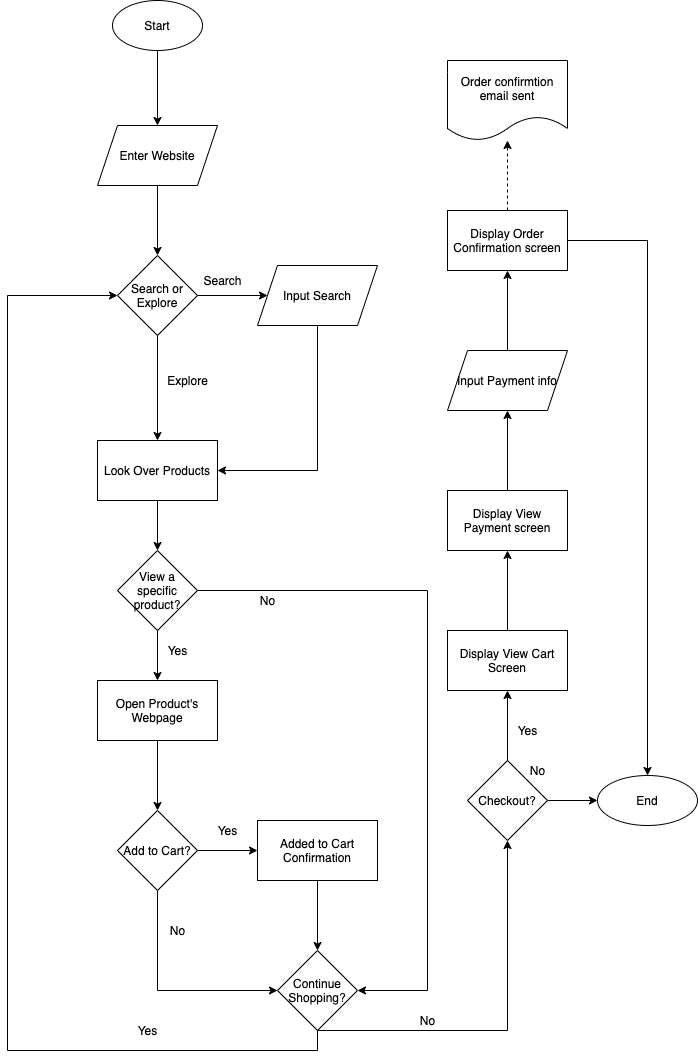 Start
Enter Website
Search or
Explore
Search
Input Search
Explore
Look Over Products
View a
specific
product?
No
Yes
Open Product's
Webpage
Add to Cart?
Yes
Added to Cart
Confirmation
No
Continue
Shopping?
Yes
No
Order confirmtion
email sent
Display Order
Confirmation screen
Input Payment info
Display View
Payment screen
Display View Cart
Screen
Yes
No
Checkout?
End